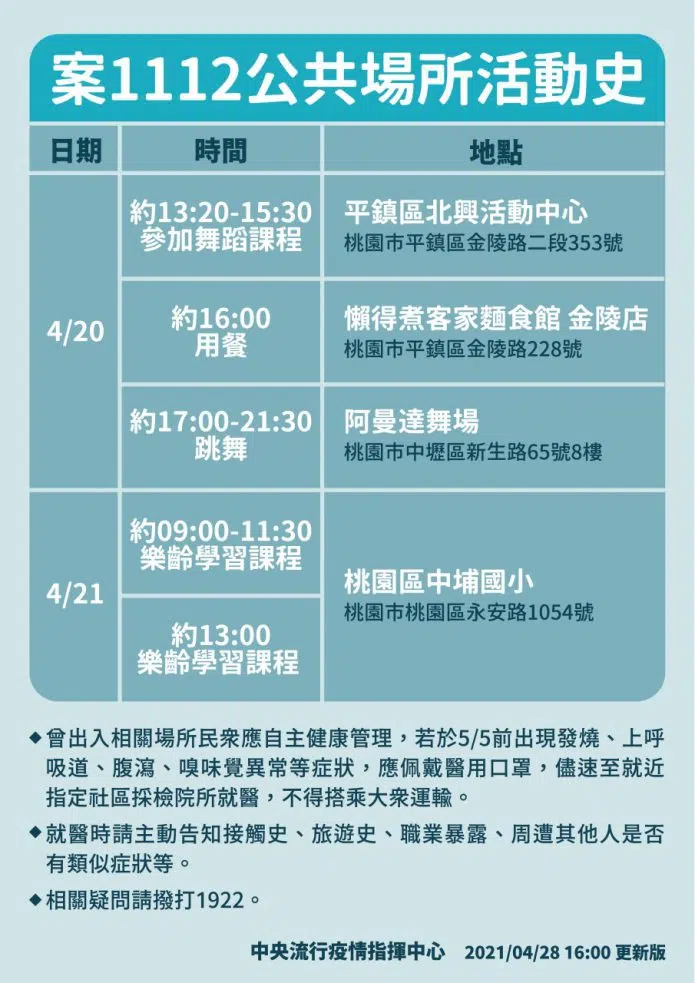 案1112公共場所活動史
日期 時間 地點
4/20
約13:20-15:30
參加舞蹈課程
平鎮區北興活動中心
桃園市平鎮區金陵路二段353號
約16:00
用餐
懶得煮客家麵食館 金陵店
桃園市平鎮區金陵路228號
約17:00-21:30
跳舞
阿曼達舞場
桃園市中壢區新生路65號8樓
4/21
約09:00-11:30
樂齡學習課程
約13:00
樂齡學習課程
桃園區中埔國小
桃園市桃園區永安路1054號
◆曾出入相關場所民眾應自主健康管理，若於5/5前出現發燒、上呼
吸道、腹瀉、嗅味覺異常等症狀，應佩戴醫用口罩，儘速至就近
指定社區採檢院所就醫，不得搭乘大眾運輸。
◆就醫時請主動告知接觸史、旅遊史、職業暴露、周遭其他人是否
有類似症狀等。
◆相關疑問請撥打1922。
中央流行疫情指揮中心 2021/04/28 16:00 更新版